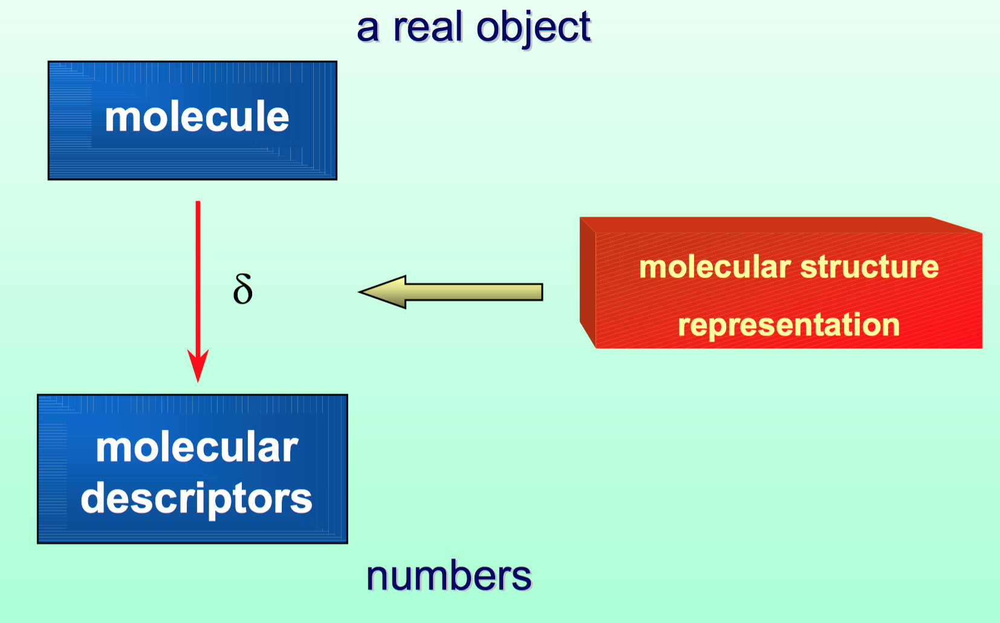 a real object
molecule
δ
molecular structure
representation
molecular
descriptors
numbers